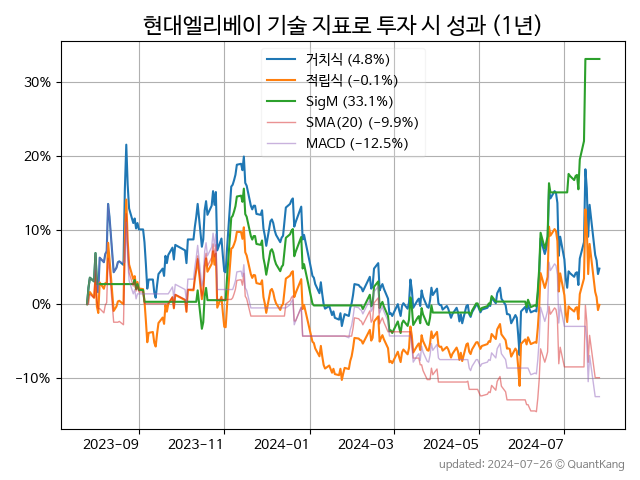 현대엘리베이 기술 지표로 투자 시 성과 (1년)
거치식 (4.8%)
적립식 (−0.1%)
SigM (33.1%)
SMA(20) (−9.9%)
MACD (−12.5%)
30%
20%
10%
0%
−10%
2023−09 2023−11 2024−01 2024−03 2024−05 2024−07
updated: 2024-07-26 © QuantKang